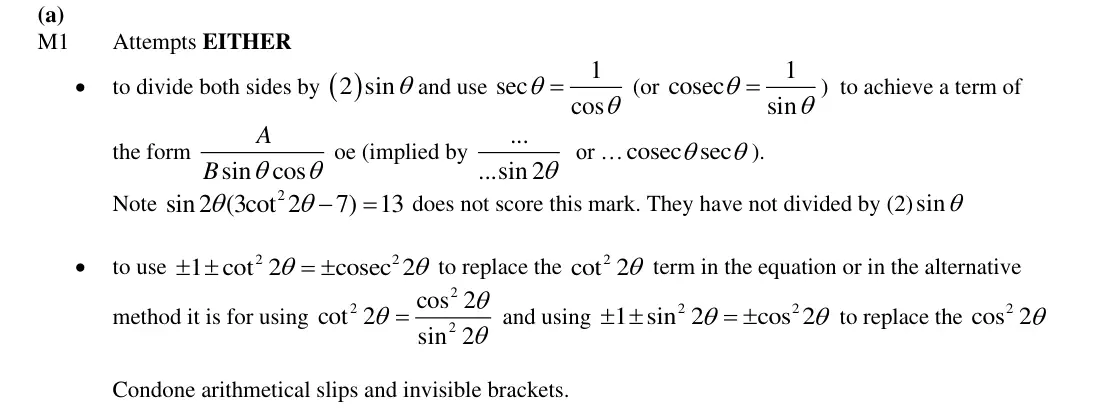 (a)
M1 Attempts EITHER
• to divide both sides by (2)sin θ and use sec θ = 1/cos θ (or cosec θ = 1/sin θ) to achieve a term of
the form A/(B sin θ cos θ) oe (implied by .../(...sin 2θ) or … cosec θ sec θ).
Note sin 2θ(3cot² 2θ − 7) = 13 does not score this mark. They have not divided by (2) sin θ
• to use ±1 ± cot² 2θ = ±cosec² 2θ to replace the cot² 2θ term in the equation or in the alternative
method it is for using cot² 2θ = cos² 2θ/sin² 2θ and using ±1 ± sin² 2θ = ±cos² 2θ to replace the cos² 2θ
Condone arithmetical slips and invisible brackets.